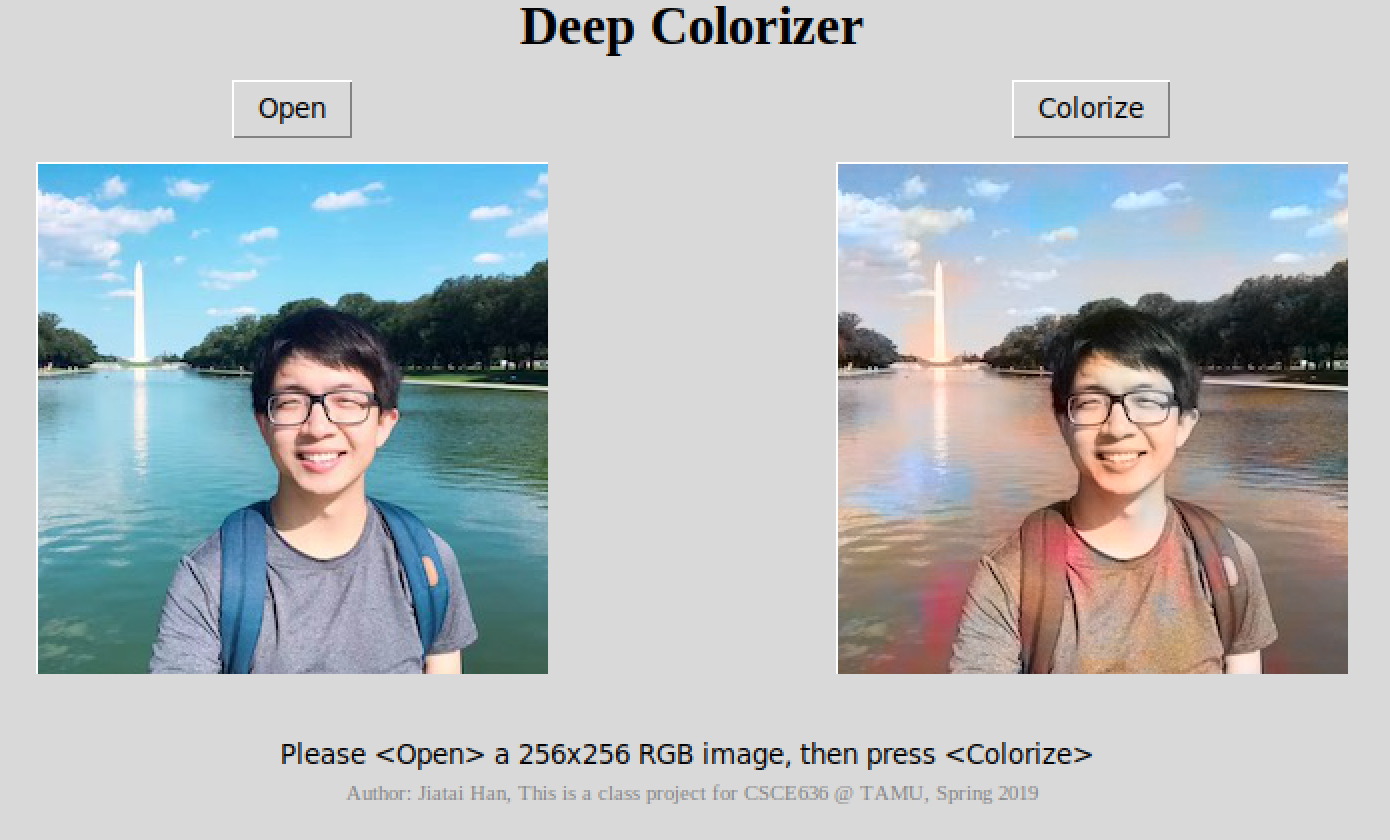 Deep Colorizer
Open
Colorize
Please <Open> a 256x256 RGB image, then press <Colorize>
Author: Jiatai Han, This is a class project for CSCE636 @ TAMU, Spring 2019